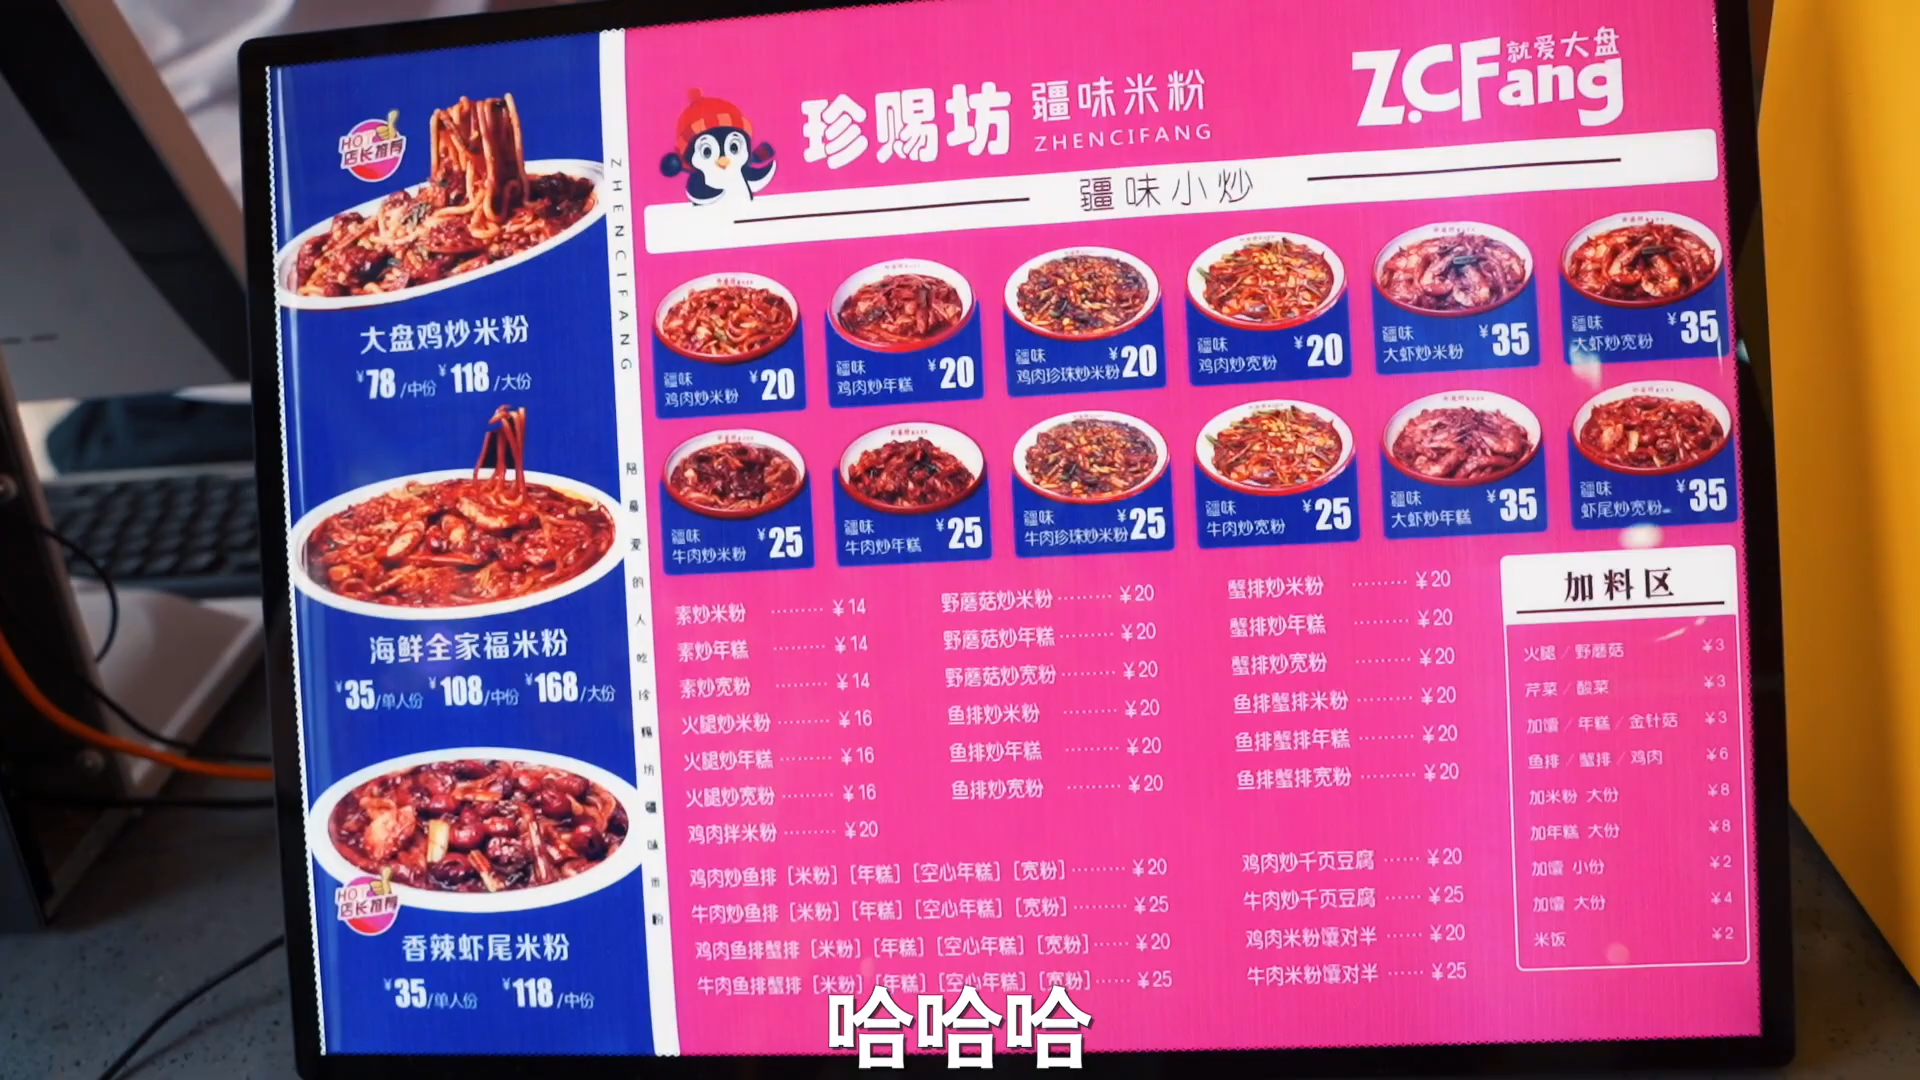 HOT
店长推荐
大盘鸡炒米粉
¥78/中份 ¥118/大份
海鲜全家福米粉
¥35/单人份 ¥108/中份 ¥168/大份
HOT
店长推荐
香辣虾尾米粉
¥35/单人份 ¥118/中份
ZHENCIFANG
陪最爱的人吃珍赐坊疆味米粉
珍赐坊 疆味米粉
ZHENCIFANG
Z.CFang 就爱大盘
疆味小炒
疆味 鸡肉炒米粉 ¥20
疆味 鸡肉炒年糕 ¥20
疆味 鸡肉珍珠炒米粉 ¥20
疆味 鸡肉炒宽粉 ¥20
疆味 大虾炒米粉 ¥35
疆味 大虾炒宽粉 ¥35
疆味 牛肉炒米粉 ¥25
疆味 牛肉炒年糕 ¥25
疆味 牛肉珍珠炒米粉 ¥25
疆味 牛肉炒宽粉 ¥25
疆味 大虾炒年糕 ¥35
疆味 虾尾炒宽粉 ¥35
素炒米粉 ········· ¥14
素炒年糕 ········· ¥14
素炒宽粉 ········· ¥14
火腿炒米粉 ········· ¥16
火腿炒年糕 ········· ¥16
火腿炒宽粉 ········· ¥16
鸡肉拌米粉 ········· ¥20
野蘑菇炒米粉 ········· ¥20
野蘑菇炒年糕 ········· ¥20
野蘑菇炒宽粉 ········· ¥20
鱼排炒米粉 ········· ¥20
鱼排炒年糕 ········· ¥20
鱼排炒宽粉 ········· ¥20
蟹排炒米粉 ········· ¥20
蟹排炒年糕 ········· ¥20
蟹排炒宽粉 ········· ¥20
鱼排蟹排米粉 ········· ¥20
鱼排蟹排年糕 ········· ¥20
鱼排蟹排宽粉 ········· ¥20
鸡肉炒鱼排［米粉］［年糕］［空心年糕］［宽粉］········· ¥20
牛肉炒鱼排［米粉］［年糕］［空心年糕］［宽粉］········· ¥25
鸡肉鱼排蟹排［米粉］［年糕］［空心年糕］［宽粉］······ ¥20
牛肉鱼排蟹排［米粉］［年糕］［空心年糕］［宽粉］······ ¥25
鸡肉炒千页豆腐 ······ ¥20
牛肉炒千页豆腐 ······ ¥25
鸡肉米粉馕对半 ······ ¥20
牛肉米粉馕对半 ······ ¥25
加料区
火腿/野蘑菇 ¥3
芹菜/酸菜 ¥3
加馕/年糕/金针菇 ¥3
鱼排/蟹排/鸡肉 ¥6
加米粉 大份 ¥8
加年糕 大份 ¥8
加馕 小份 ¥2
加馕 大份 ¥4
米饭 ¥2
哈哈哈